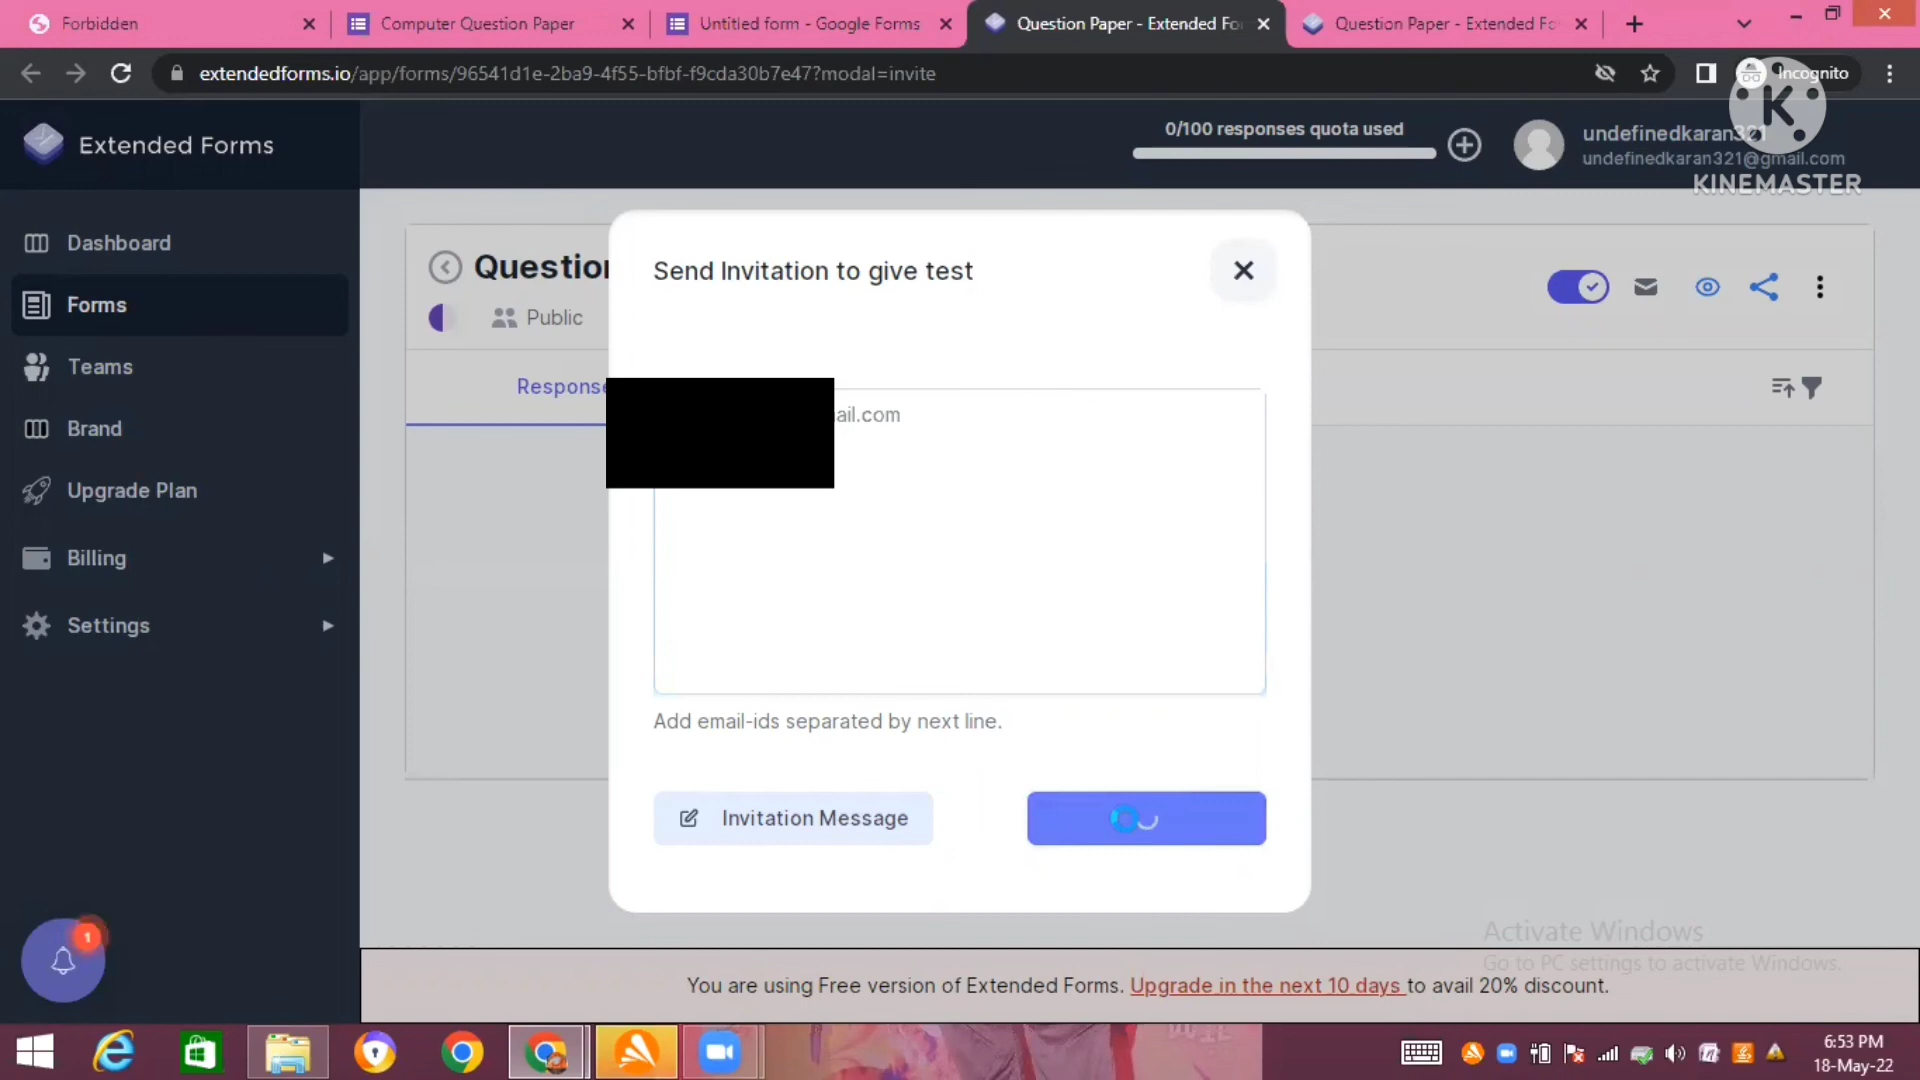 Forbidden
Computer Question Paper
Untitled form - Google Forms
Question Paper - Extended Fo
Question Paper - Extended Fo
extendedforms.io/app/forms/96541d1e-2ba9-4f55-bfbf-f9cda30b7e47?modal=invite
Incognito
K
KINEMASTER
Extended Forms
0/100 responses quota used
undefinedkaran321
undefinedkaran321@gmail.com
Dashboard
Forms
Teams
Brand
Upgrade Plan
Billing
Settings
1
Question
Public
Response
Send Invitation to give test
ail.com
Add email-ids separated by next line.
Invitation Message
Activate Windows
Go to PC settings to activate Windows.
You are using Free version of Extended Forms. Upgrade in the next 10 days to avail 20% discount.
6:53 PM
18-May-22